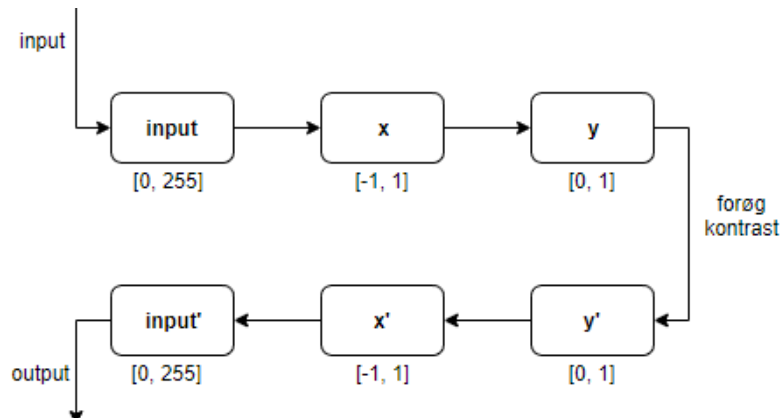 input
input
x
y
[0, 255]
[-1, 1]
[0, 1]
forøg
kontrast
input'
x'
y'
output
[0, 255]
[-1, 1]
[0, 1]